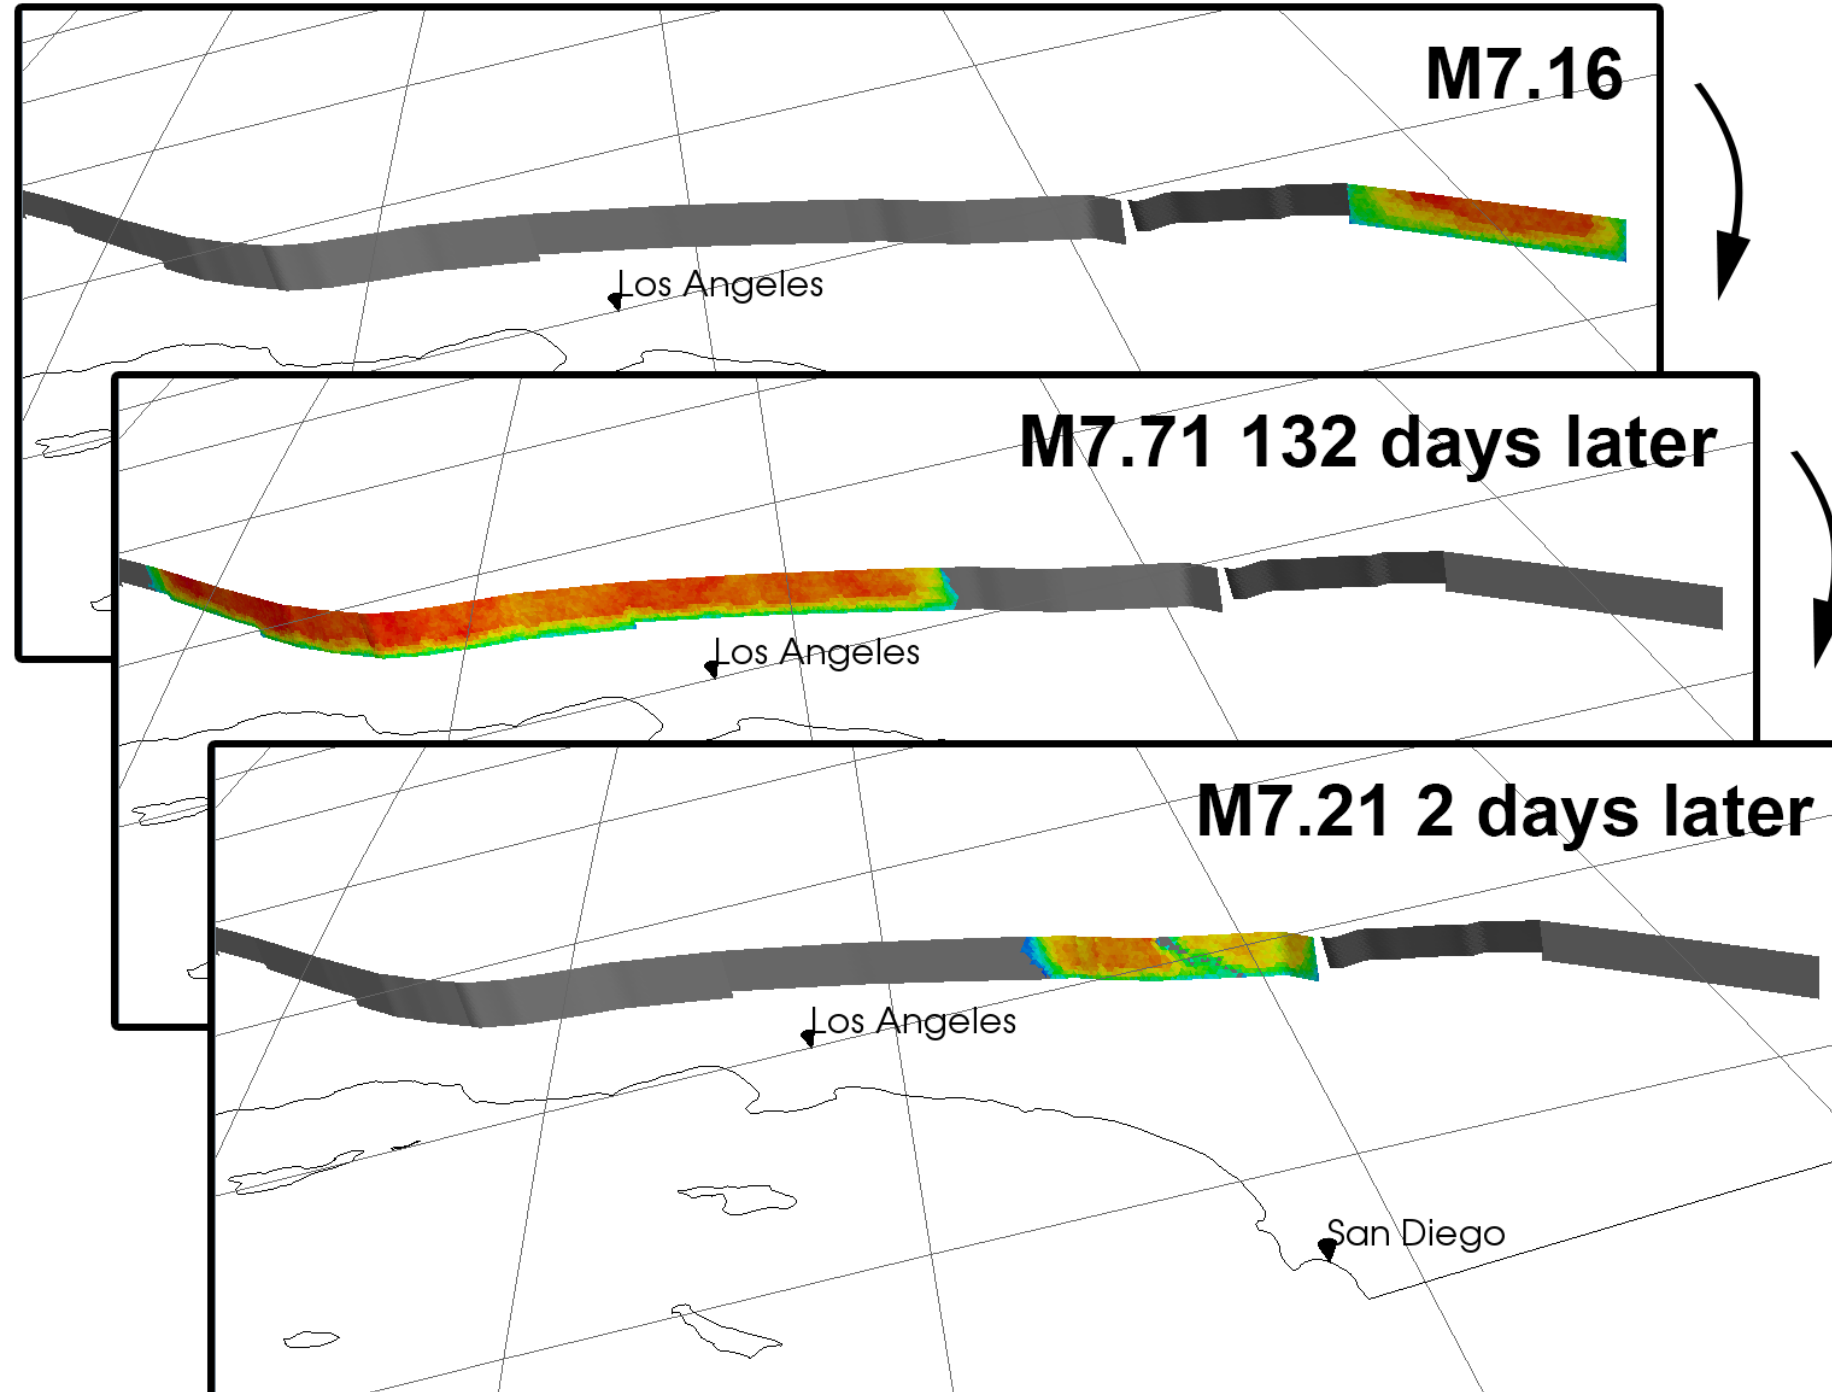 M7.16
Los Angeles
M7.71 132 days later
Los Angeles
M7.21 2 days later
Los Angeles
San Diego